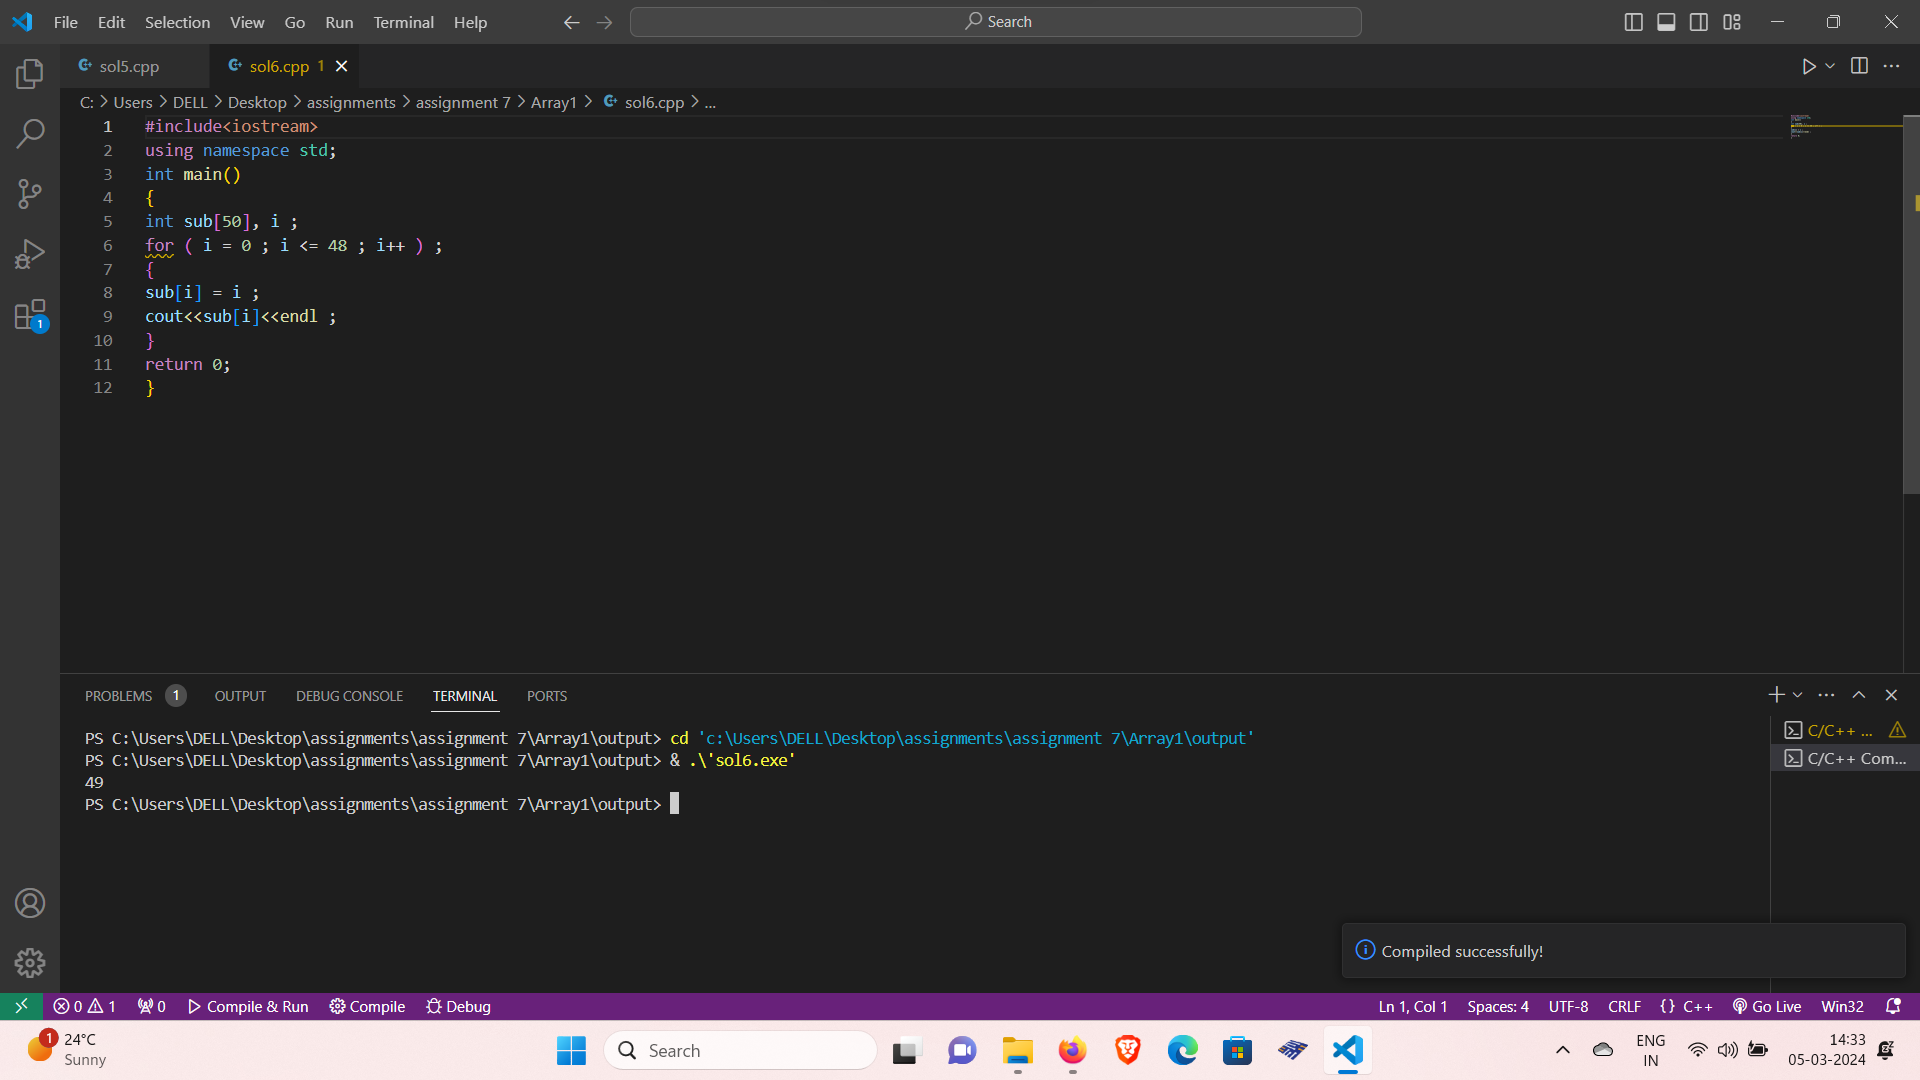 File Edit Selection View Go Run Terminal Help
Search
sol5.cpp
sol6.cpp 1
C: > Users > DELL > Desktop > assignments > assignment 7 > Array1 > sol6.cpp > ...
1 #include<iostream>
2 using namespace std;
3 int main()
4 {
5 int sub[50], i ;
6 for ( i = 0 ; i <= 48 ; i++ ) ;
7 {
8 sub[i] = i ;
9 cout<<sub[i]<<endl ;
10 }
11 return 0;
12 }
1
PROBLEMS 1 OUTPUT DEBUG CONSOLE TERMINAL PORTS
PS C:\Users\DELL\Desktop\assignments\assignment 7\Array1\output> cd 'c:\Users\DELL\Desktop\assignments\assignment 7\Array1\output'
PS C:\Users\DELL\Desktop\assignments\assignment 7\Array1\output> & .\'sol6.exe'
49
PS C:\Users\DELL\Desktop\assignments\assignment 7\Array1\output>
C/C++ ...
C/C++ Com...
Compiled successfully!
0 1 0 Compile & Run Compile Debug
Ln 1, Col 1 Spaces: 4 UTF-8 CRLF {} C++ Go Live Win32
1
24°C
Sunny
Search
ENG
IN
14:33
05-03-2024